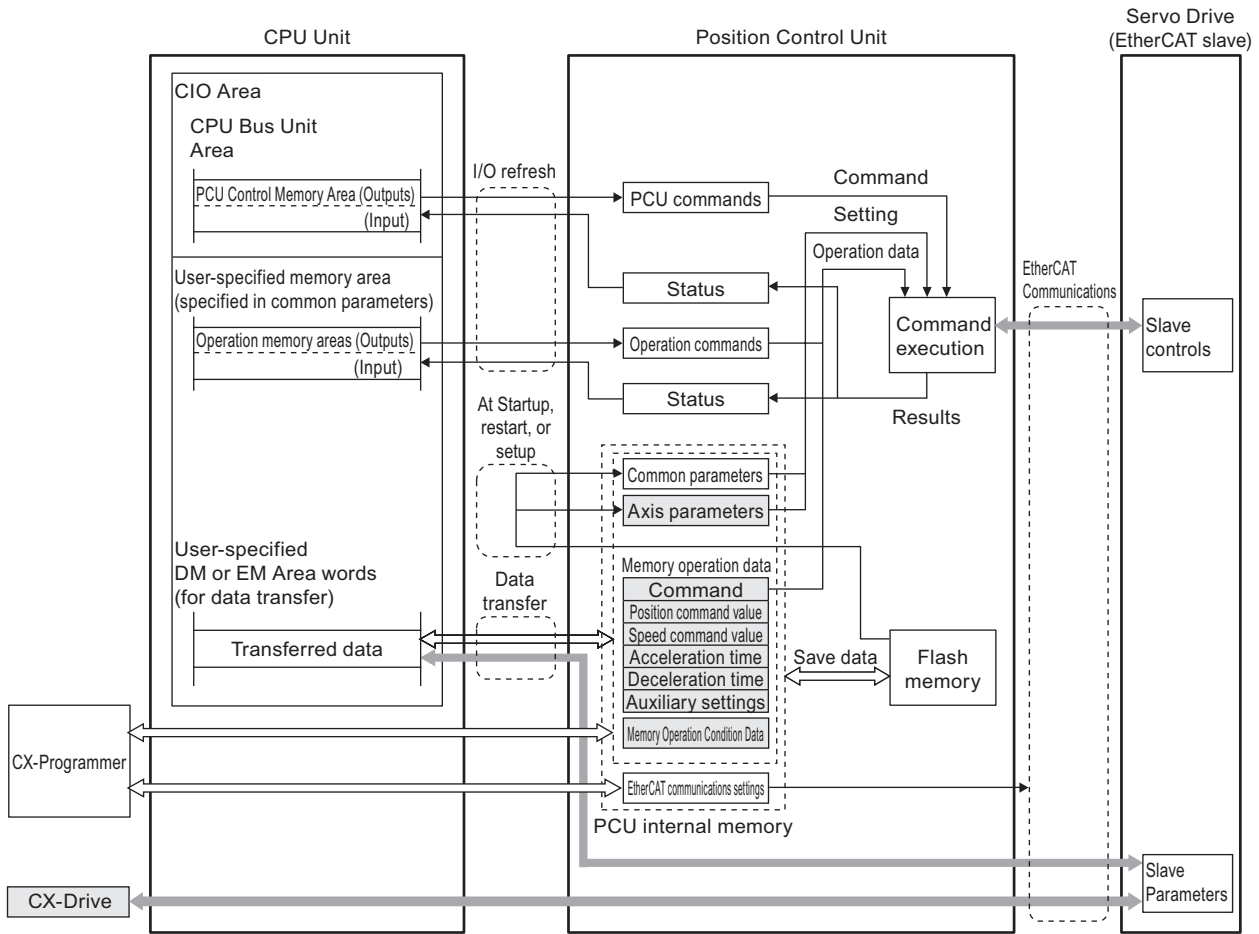 CPU Unit
Position Control Unit
Servo Drive
(EtherCAT slave)
CIO Area
CPU Bus Unit
Area
PCU Control Memory Area (Outputs)
(Input)
User-specified memory area
(specified in common parameters)
Operation memory areas (Outputs)
(Input)
User-specified
DM or EM Area words
(for data transfer)
Transferred data
I/O refresh
At Startup,
restart, or
setup
Data
transfer
PCU commands
Status
Operation commands
Status
Command
Setting
Operation data
Command
execution
Results
Common parameters
Axis parameters
Memory operation data
Command
Position command value
Speed command value
Acceleration time
Deceleration time
Auxiliary settings
Memory Operation Condition Data
EtherCAT communications settings
PCU internal memory
Save data
Flash
memory
EtherCAT
Communications
Slave
controls
Slave
Parameters
CX-Programmer
CX-Drive